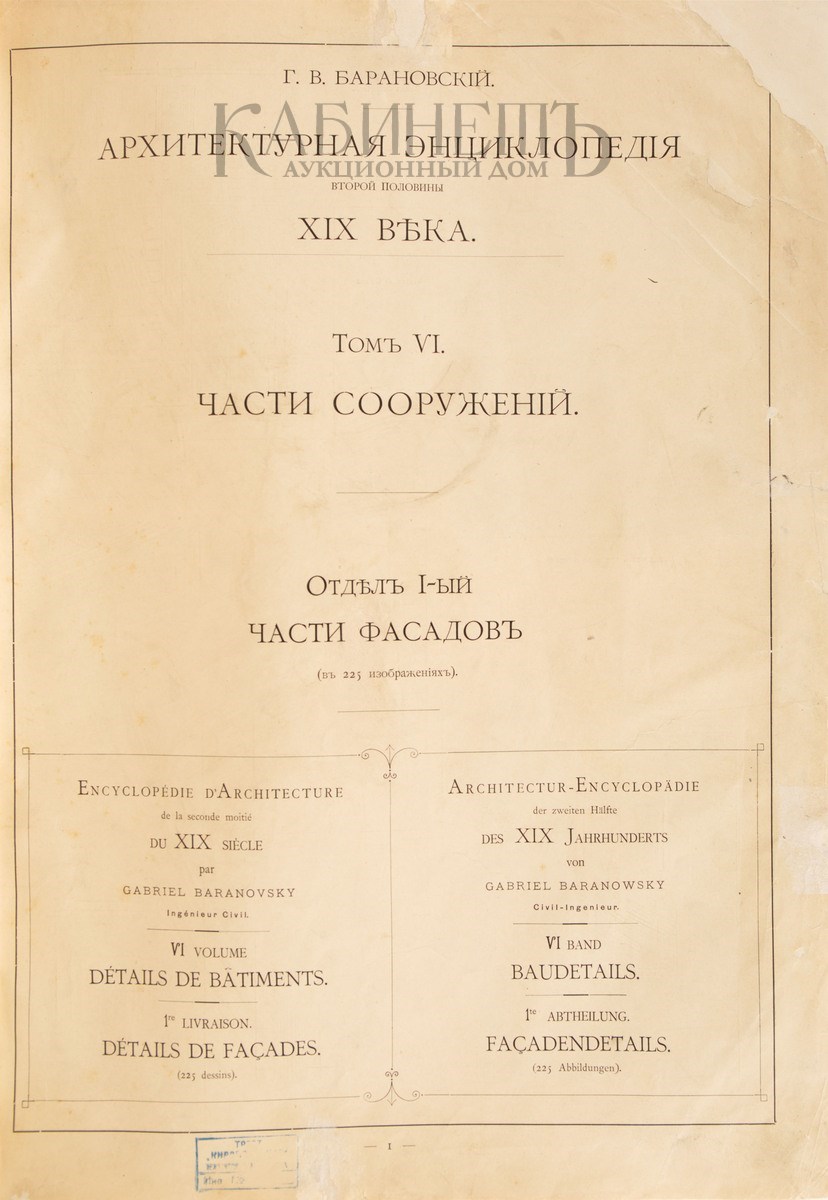 Г. В. БАРАНОВСКІЙ.
КАБИНЕТЪ
АРХИТЕКТУРНАЯ ЭНЦИКЛОПЕДІЯ
АУКЦИОННЫЙ ДОМ
ВТОРОЙ ПОЛОВИНЫ
XIX ВѢКА.
ТОМЪ VI.
ЧАСТИ СООРУЖЕНІЙ.
ОТДѢЛЪ I-ЫЙ
ЧАСТИ ФАСАДОВЪ
(въ 225 изображеніяхъ).
ENCYCLOPÉDIE D'ARCHITECTURE
de la seconde moitié
DU XIX SIÈCLE
par
GABRIEL BARANOVSKY
Ingénieur Civil.
VI VOLUME
DÉTAILS DE BÂTIMENTS.
1re LIVRAISON.
DÉTAILS DE FAÇADES.
(225 dessins).
ARCHITECTUR-ENCYCLOPÄDIE
der zweiten Hälfte
DES XIX JAHRHUNDERTS
von
GABRIEL BARANOWSKY
Civil-Ingenieur.
VI BAND
BAUDETAILS.
1te ABTHEILUNG.
FAÇADENDETAILS.
(225 Abbildungen).
— 1 —